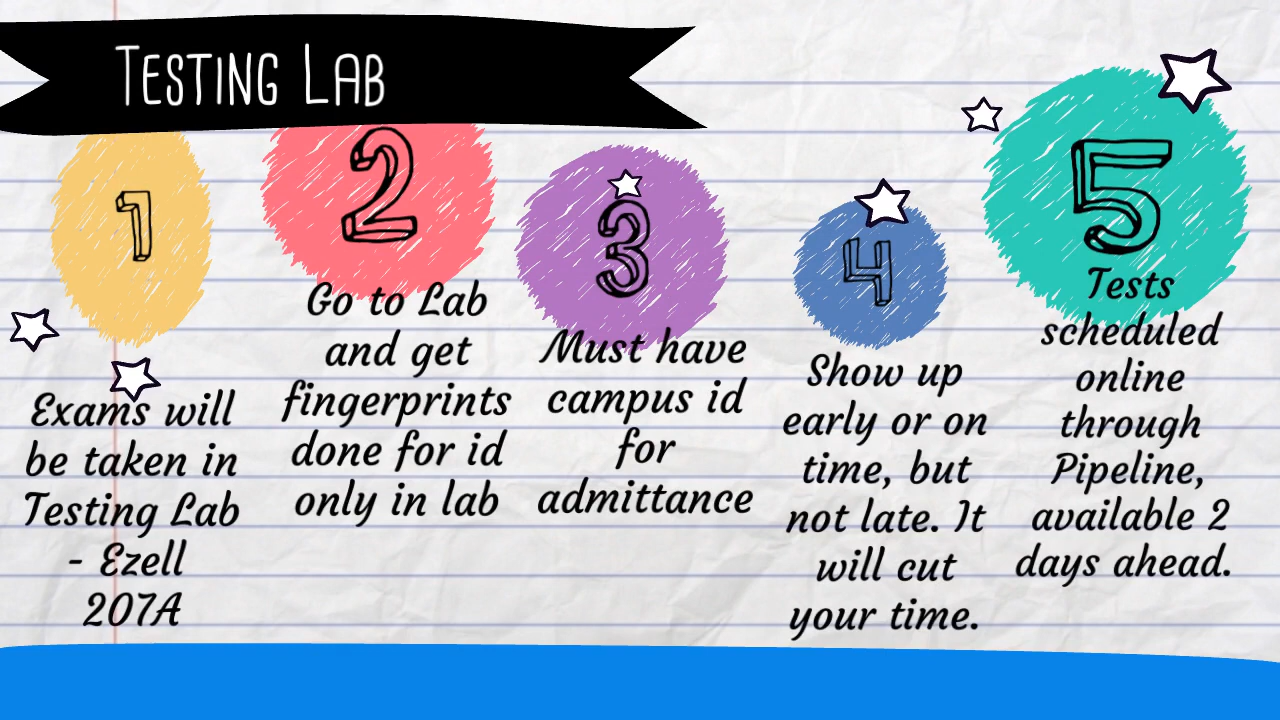 Testing Lab
1
Exams will
be taken in
Testing Lab
- Ezell
207A
2
Go to Lab
and get
fingerprints
done for id
only in lab
3
Must have
campus id
for
admittance
4
Show up
early or on
time, but
not late. It
will cut
your time.
5
Tests
scheduled
online
through
Pipeline,
available 2
days ahead.